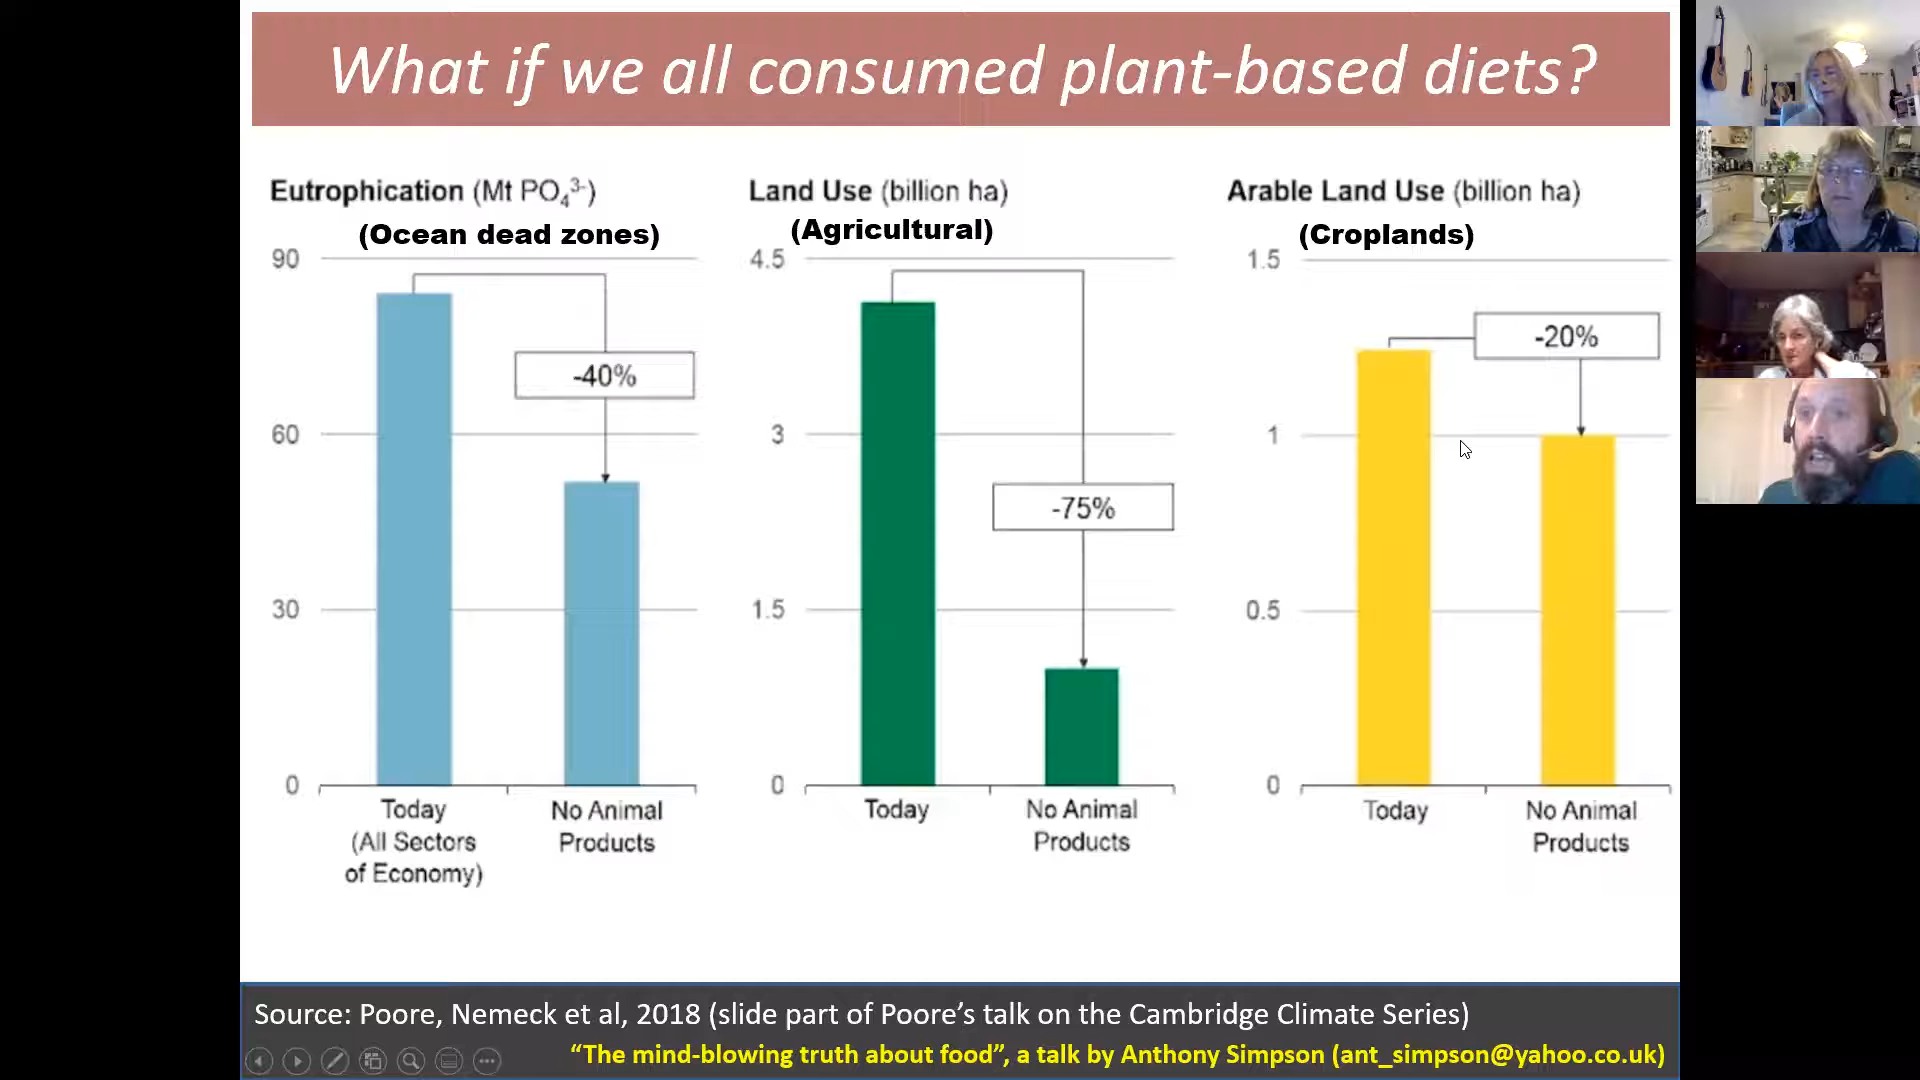 What if we all consumed plant-based diets?
Eutrophication (Mt PO₄³⁻)
(Ocean dead zones)
90
60
30
0
-40%
Today
(All Sectors
of Economy)
No Animal
Products
Land Use (billion ha)
(Agricultural)
4.5
3
1.5
0
-75%
Today
No Animal
Products
Arable Land Use (billion ha)
(Croplands)
1.5
1
0.5
0
-20%
Today
No Animal
Products
Source: Poore, Nemeck et al, 2018 (slide part of Poore's talk on the Cambridge Climate Series)
“The mind-blowing truth about food”, a talk by Anthony Simpson (ant_simpson@yahoo.co.uk)